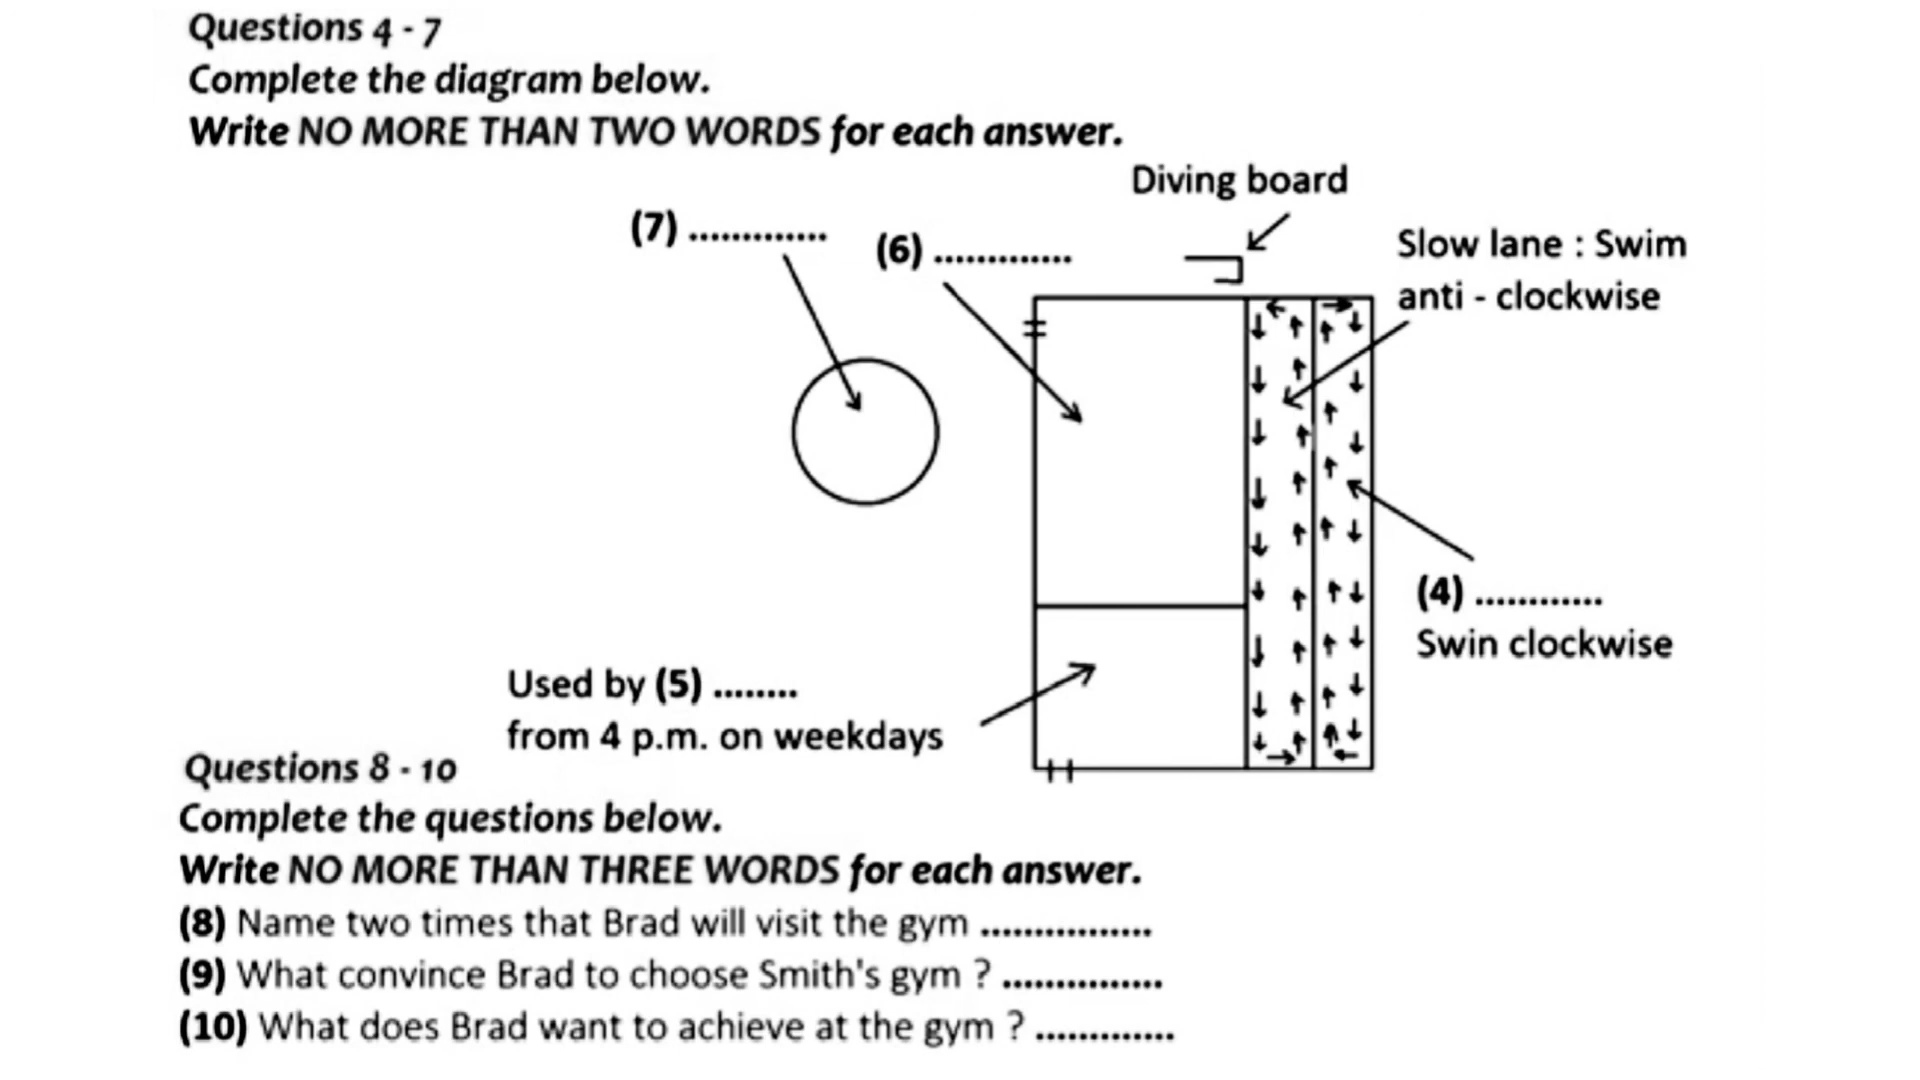 Questions 4 - 7
Complete the diagram below.
Write NO MORE THAN TWO WORDS for each answer.
Diving board
(7) .............
(6) .............
Slow lane : Swim
anti - clockwise
(4) ............
Swin clockwise
Used by (5) ........
from 4 p.m. on weekdays
Questions 8 - 10
Complete the questions below.
Write NO MORE THAN THREE WORDS for each answer.
(8) Name two times that Brad will visit the gym ................
(9) What convince Brad to choose Smith's gym ? ...............
(10) What does Brad want to achieve at the gym ? .............